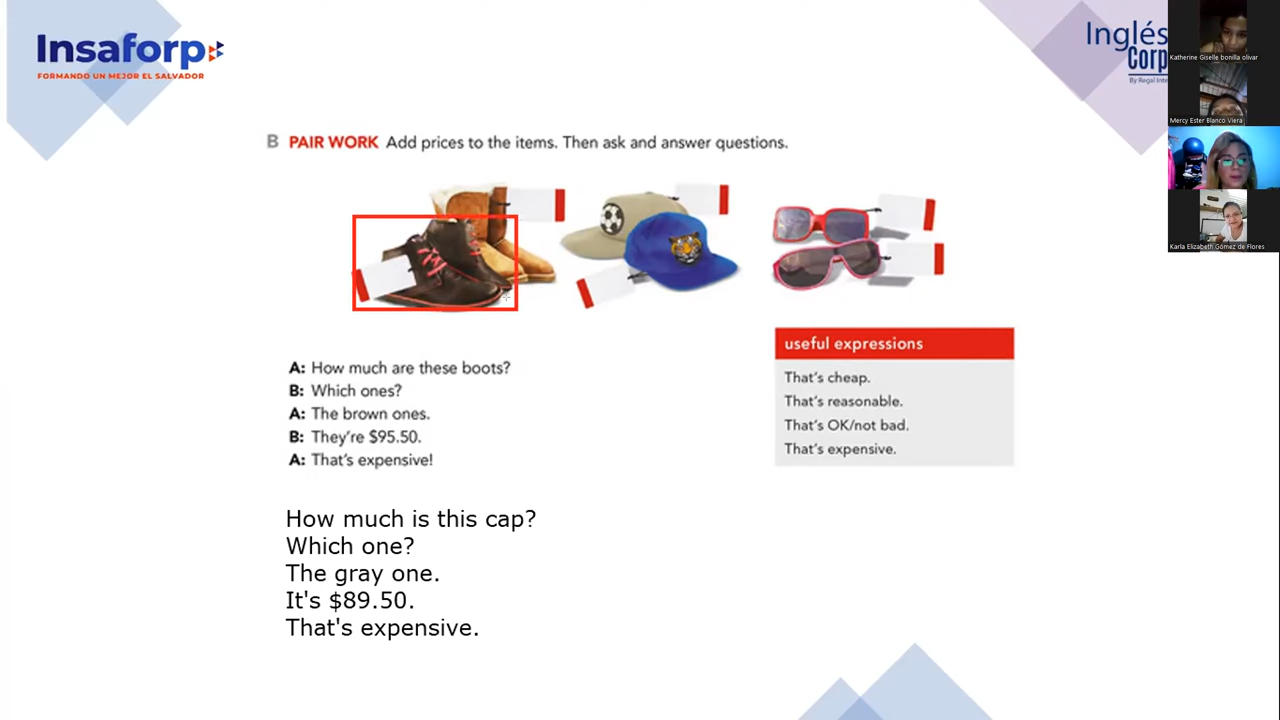 Insaforp
FORMANDO UN MEJOR EL SALVADOR
Inglés
Corp
By Regal Inte
Katherine Giselle bonilla olivar
Mercy Ester Blanco Viera
Karla Elizabeth Gómez de Flores
B PAIR WORK Add prices to the items. Then ask and answer questions.
A: How much are these boots?
B: Which ones?
A: The brown ones.
B: They're $95.50.
A: That's expensive!
useful expressions
That's cheap.
That's reasonable.
That's OK/not bad.
That's expensive.
How much is this cap?
Which one?
The gray one.
It's $89.50.
That's expensive.